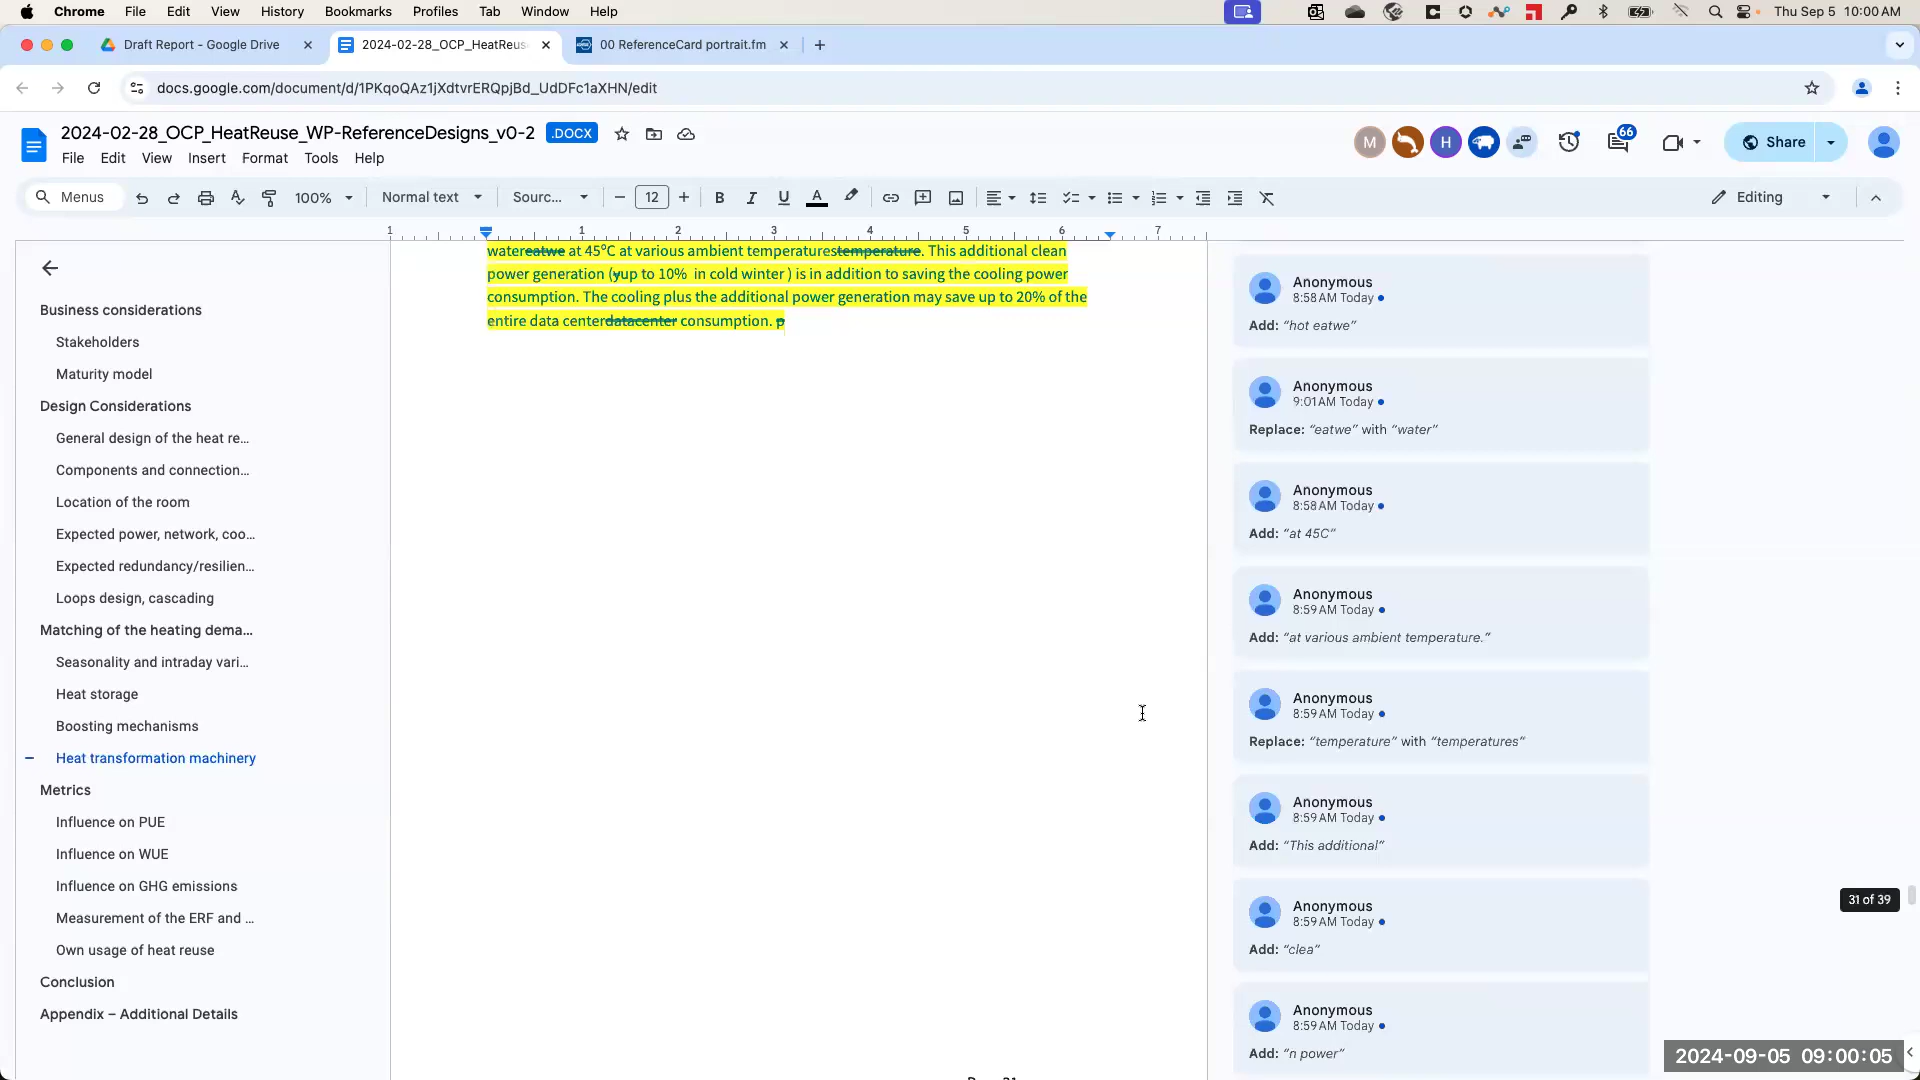 Chrome File Edit View History Bookmarks Profiles Tab Window Help Thu Sep 5 10:00 AM
Draft Report - Google Drive 2024-02-28_OCP_HeatReus 00 ReferenceCard portrait.fm
docs.google.com/document/d/1PKqoQAz1jXdtvrERQpjBd_UdDFc1aXHN/edit
2024-02-28_OCP_HeatReuse_WP-ReferenceDesigns_v0-2 .DOCX
M H 66 Share
File Edit View Insert Format Tools Help
Menus 100% Normal text Sourc... 12 B I U A Editing
1 1 2 3 4 5 6 7
Business considerations
Stakeholders
Maturity model
Design Considerations
General design of the heat re...
Components and connection...
Location of the room
Expected power, network, coo...
Expected redundancy/resilien...
Loops design, cascading
Matching of the heating dema...
Seasonality and intraday vari...
Heat storage
Boosting mechanisms
Heat transformation machinery
Metrics
Influence on PUE
Influence on WUE
Influence on GHG emissions
Measurement of the ERF and ...
Own usage of heat reuse
Conclusion
Appendix – Additional Details
watereatwe at 45°C at various ambient temperaturestemperature. This additional clean
power generation (yup to 10% in cold winter ) is in addition to saving the cooling power
consumption. The cooling plus the additional power generation may save up to 20% of the
entire data centerdatacenter consumption. p
Anonymous
8:58 AM Today
Add: “hot eatwe”
Anonymous
9:01 AM Today
Replace: “eatwe” with “water”
Anonymous
8:58 AM Today
Add: “at 45C”
Anonymous
8:59 AM Today
Add: “at various ambient temperature.”
Anonymous
8:59 AM Today
Replace: “temperature” with “temperatures”
Anonymous
8:59 AM Today
Add: “This additional”
Anonymous
8:59 AM Today
Add: “clea”
Anonymous
8:59 AM Today
Add: “n power”
31 of 39
2024-09-05 09:00:05